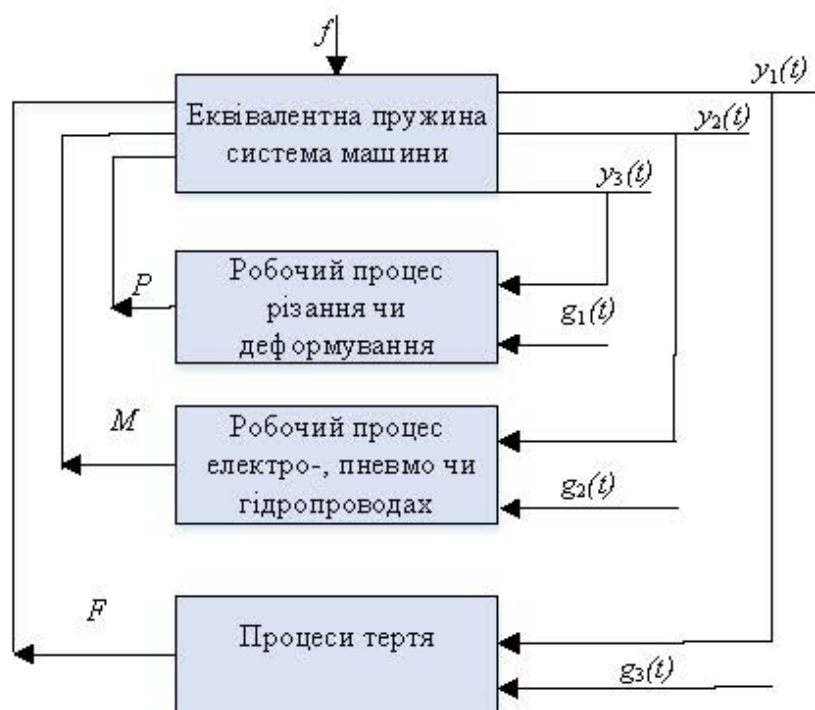 f
y1(t)
Еквівалентна пружина
система машини
y2(t)
y3(t)
P
Робочий процес
різання чи
деформування
g1(t)
M
Робочий процес
електро-, пневмо чи
гідропроводах
g2(t)
F
Процеси тертя
g3(t)